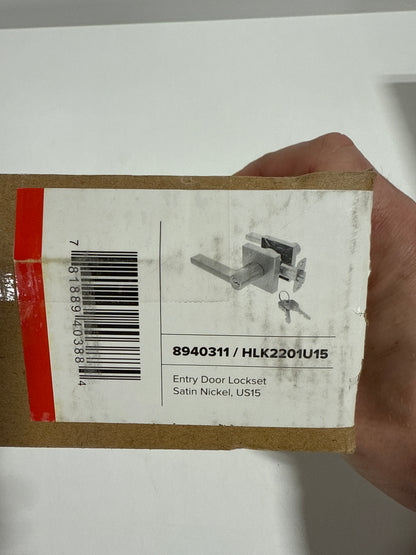 7 81889 40388 4
8940311 / HLK2201U15
Entry Door Lockset
Satin Nickel, US15